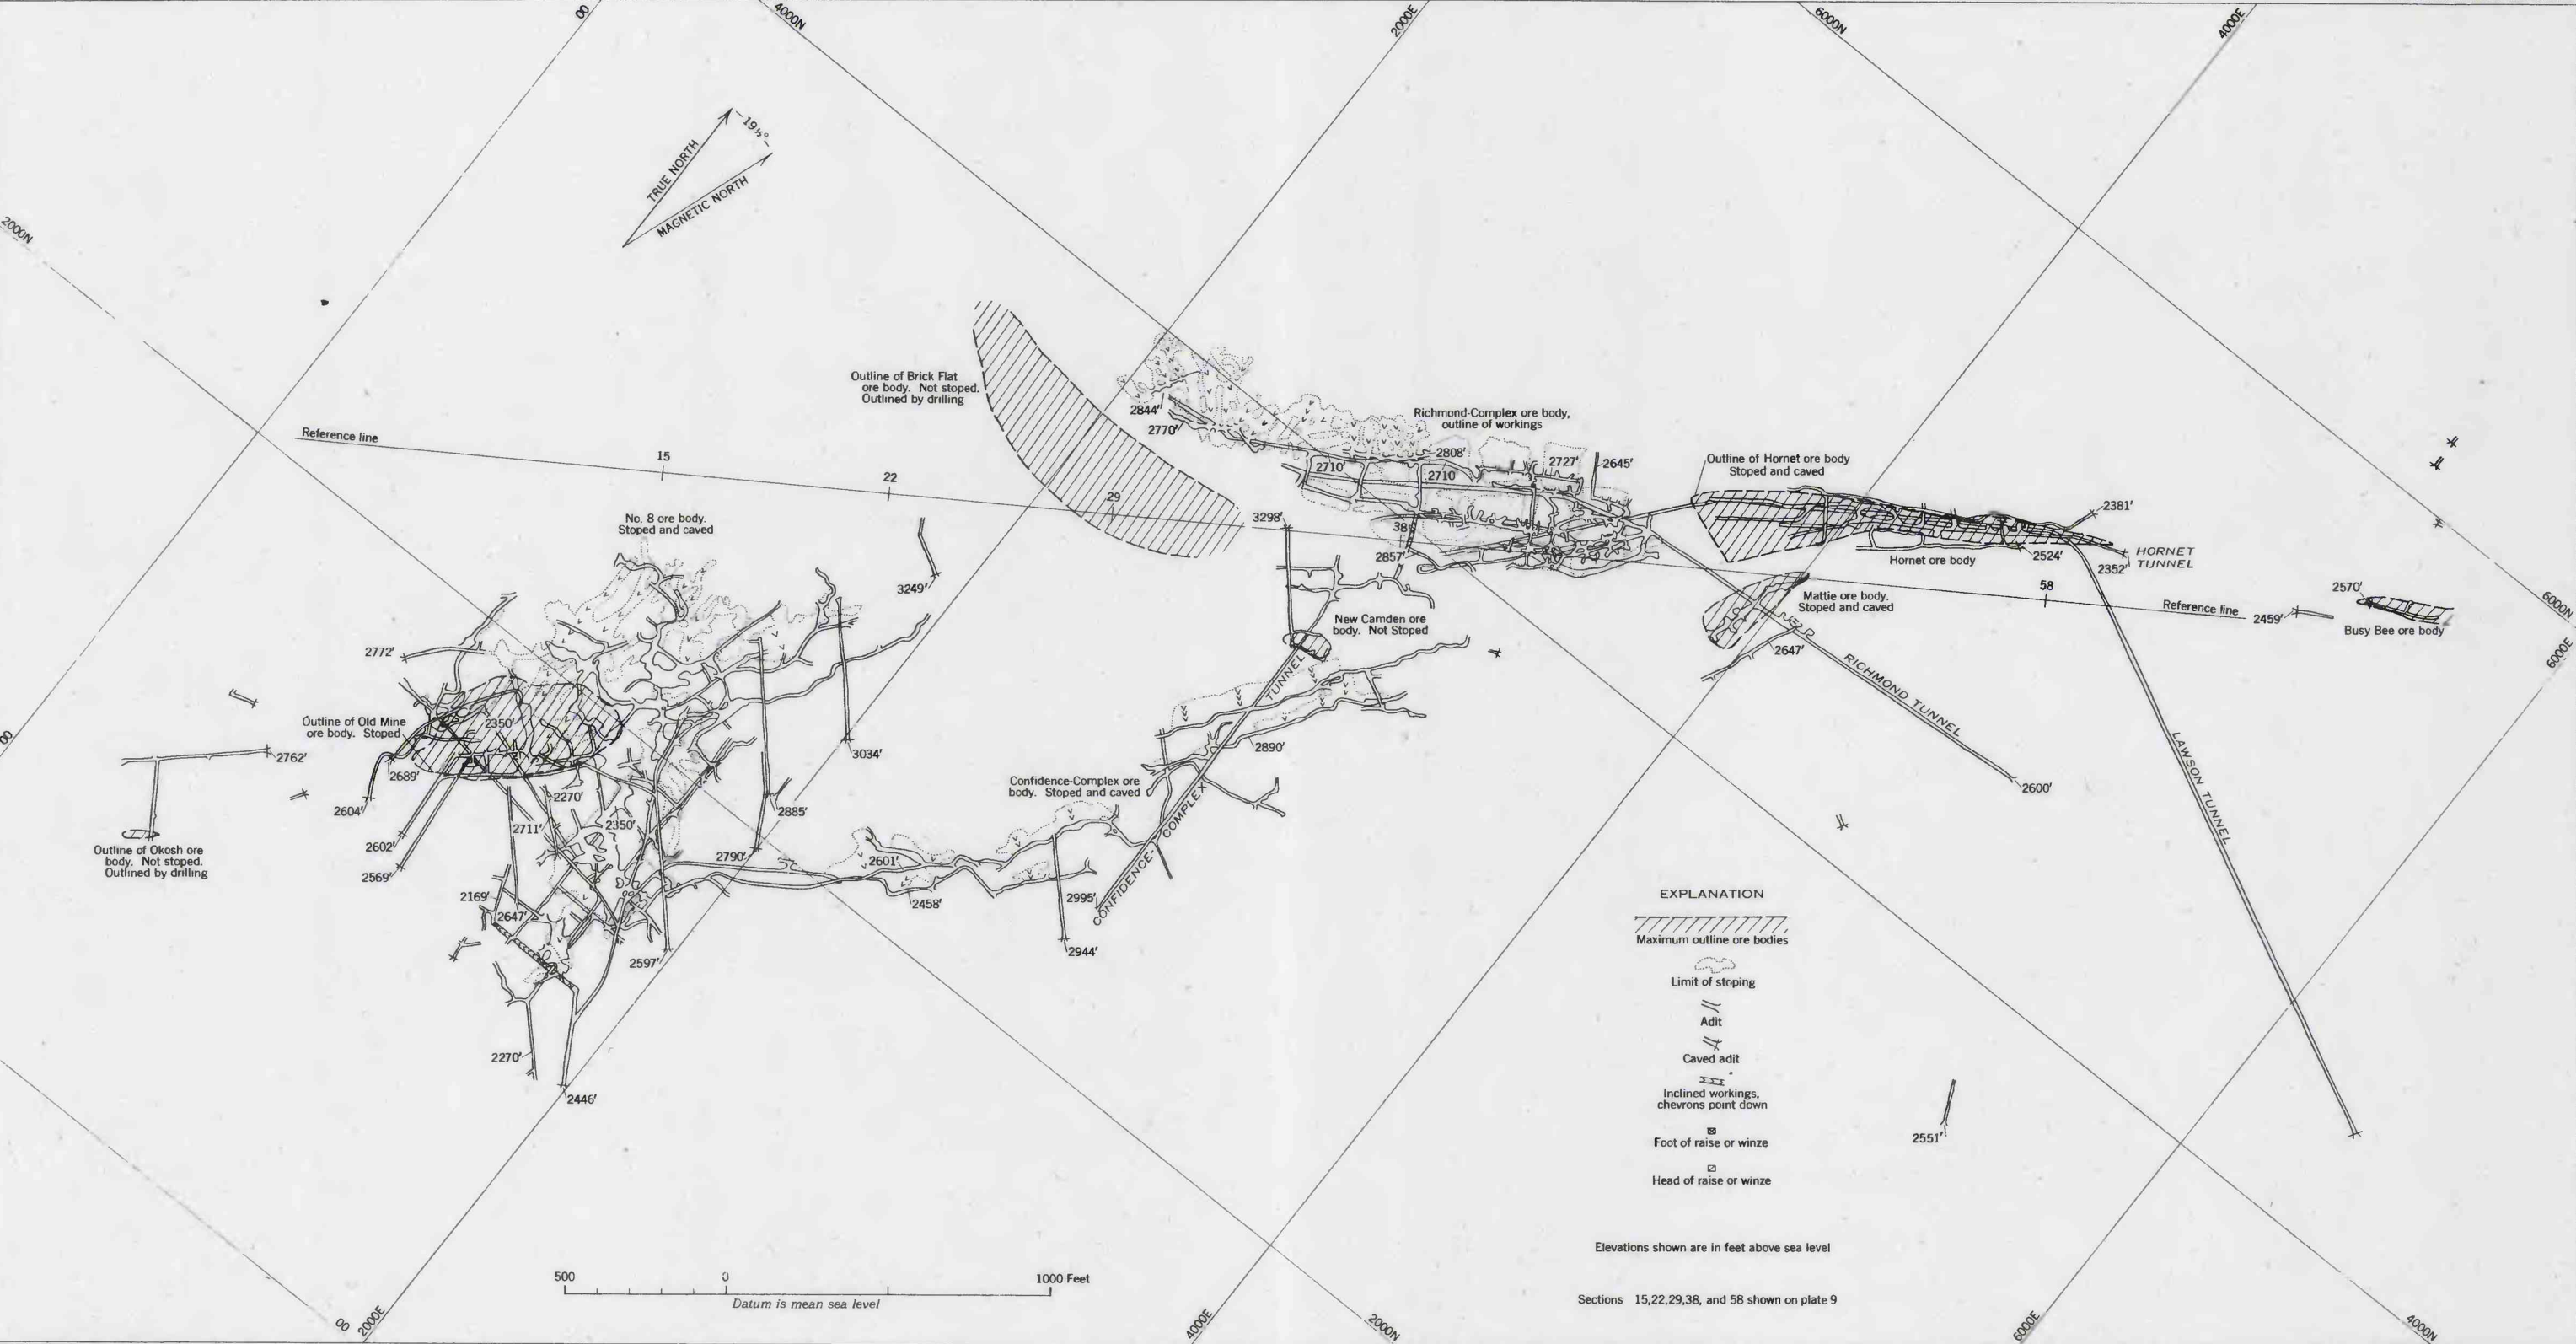 00
4000N
2000E
6000N
4000E
2000N
TRUE NORTH
-19½°-
MAGNETIC NORTH
Outline of Brick Flat
ore body. Not stoped.
Outlined by drilling
2844'
2770'
Richmond-Complex ore body,
outline of workings
2808'
2710'
2710'
2727'
2645'
Reference line
15
22
29
38
2857'
3298'
Outline of Hornet ore body
Stoped and caved
2381'
HORNET
TUNNEL
2352'
2524'
Hornet ore body
58
Reference line
2459'
2570'
Busy Bee ore body
6000N
6000E
No. 8 ore body.
Stoped and caved
3249'
New Camden ore
body. Not Stoped
Mattie ore body.
Stoped and caved
2647'
RICHMOND TUNNEL
2600'
LAWSON TUNNEL
2772'
Outline of Old Mine
ore body. Stoped
2350'
00
2762'
2689'
2604'
2602'
2569'
2270'
2711'
2350'
3034'
2885'
2790'
Outline of Okosh ore
body. Not stoped.
Outlined by drilling
Confidence-Complex ore
body. Stoped and caved
2890'
CONFIDENCE-COMPLEX TUNNEL
2601'
2458'
2995'
2944'
2169'
2647'
2597'
2270'
2446'
2551'
EXPLANATION
Maximum outline ore bodies
Limit of stoping
Adit
Caved adit
Inclined workings,
chevrons point down
Foot of raise or winze
Head of raise or winze
Elevations shown are in feet above sea level
Sections 15,22,29,38, and 58 shown on plate 9
500
0
1000 Feet
Datum is mean sea level
00
2000E
4000E
2000N
6000E
4000N